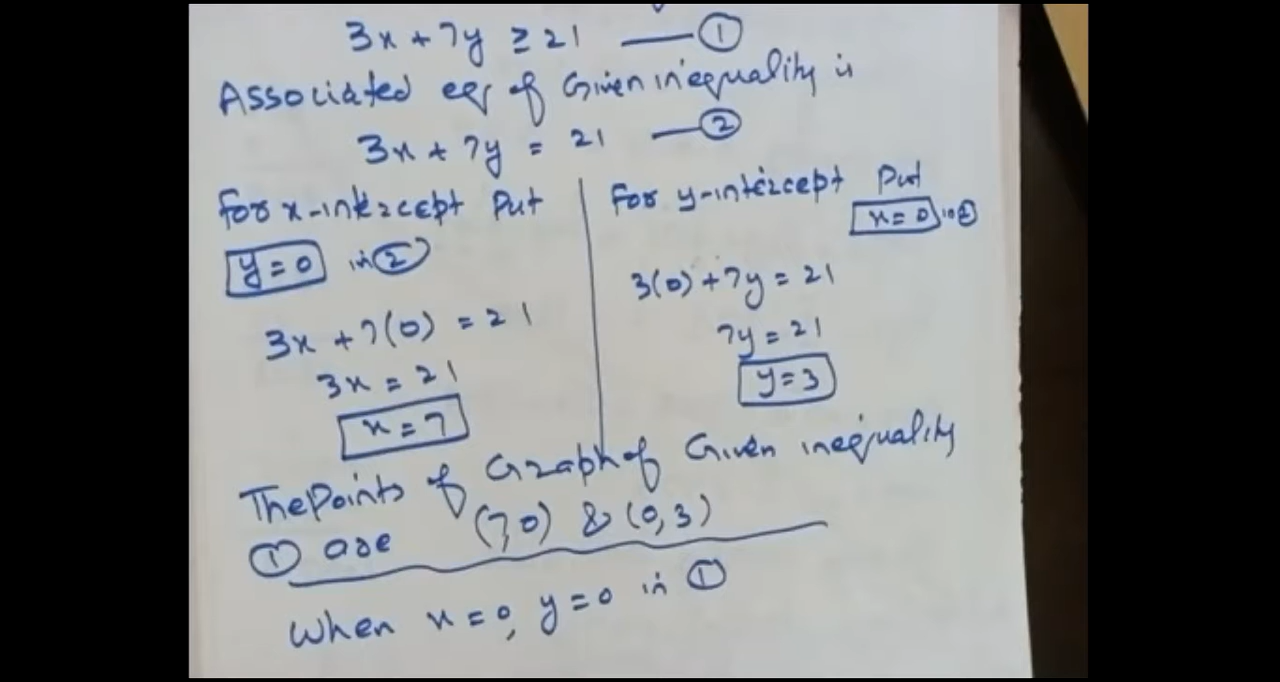 3x + 7y ≥ 21 —— ①
Associated eq of Given inequality is
3x + 7y = 21 —— ②
For x-intercept Put
y = 0 in ②
3x + 7(0) = 21
3x = 21
x = 7
For y-intercept Put
x = 0 in ②
3(0) + 7y = 21
7y = 21
y = 3
The Points of Graph of Given inequality
① are (7,0) & (0,3)
When x = 0, y = 0 in ①